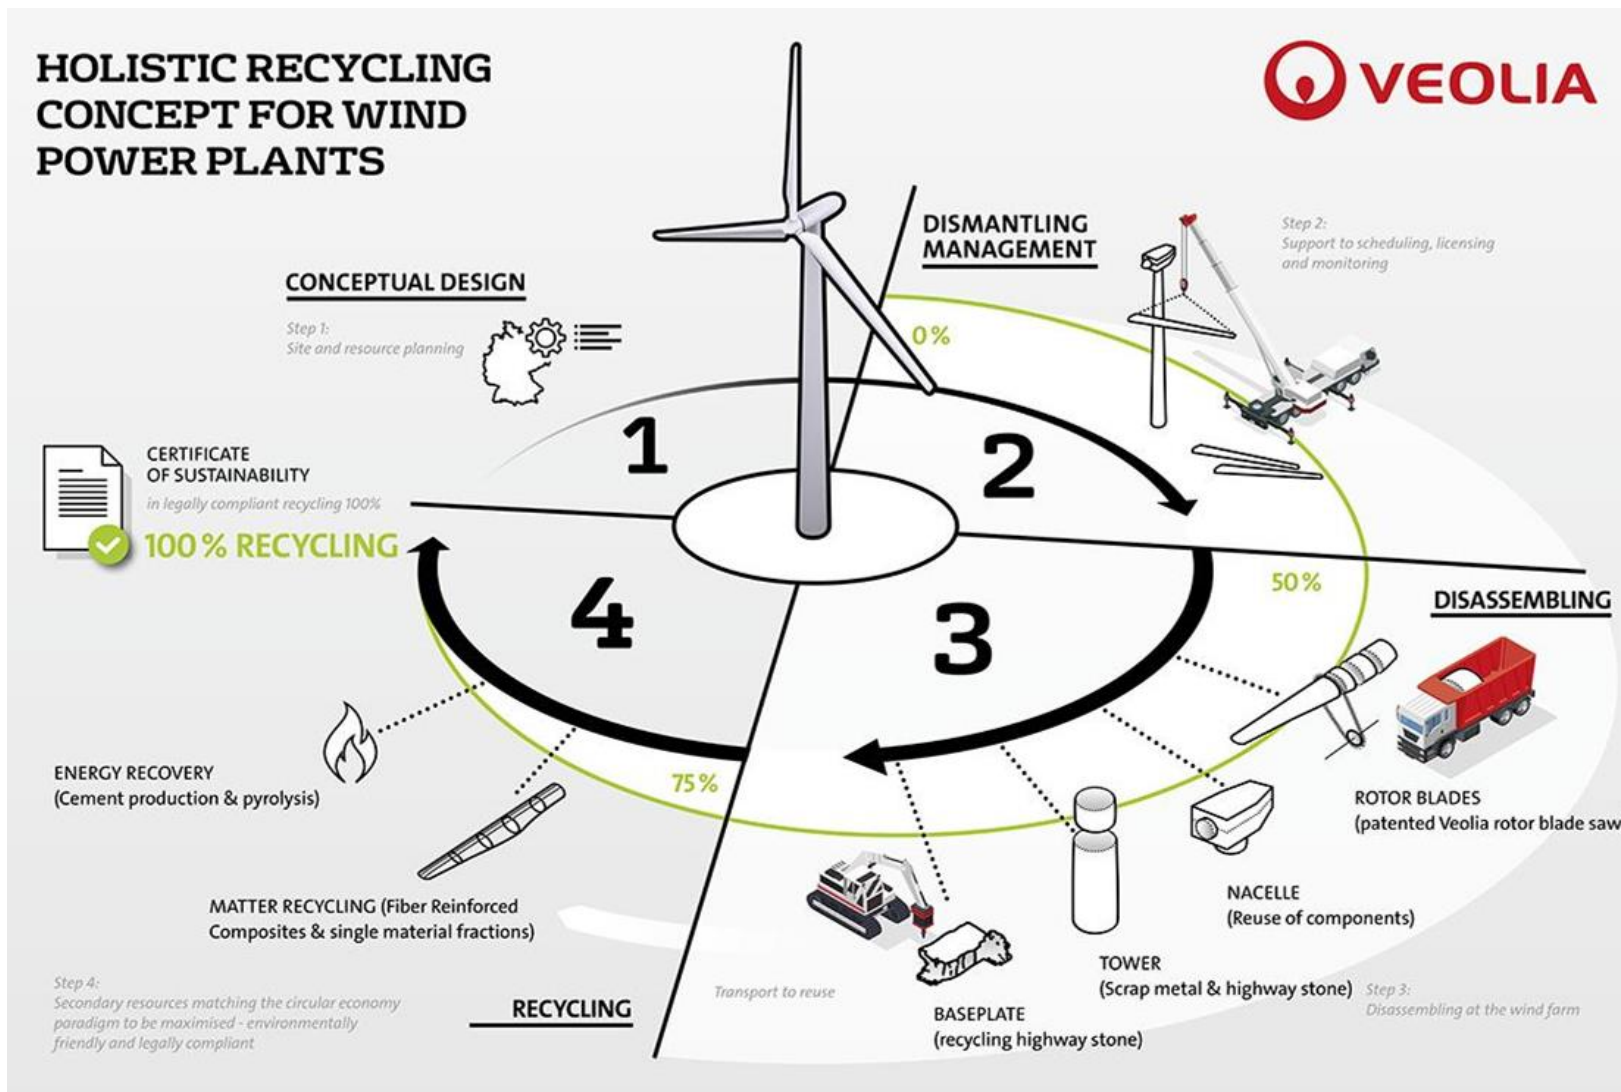 HOLISTIC RECYCLING
CONCEPT FOR WIND
POWER PLANTS
VEOLIA
CONCEPTUAL DESIGN
Step 1:
Site and resource planning
DISMANTLING
MANAGEMENT
Step 2:
Support to scheduling, licensing
and monitoring
0%
1
2
CERTIFICATE
OF SUSTAINABILITY
in legally compliant recycling 100%
100% RECYCLING
50%
DISASSEMBLING
4
3
ROTOR BLADES
(patented Veolia rotor blade saw
NACELLE
(Reuse of components)
TOWER
(Scrap metal & highway stone)
Step 3:
Disassembling at the wind farm
BASEPLATE
(recycling highway stone)
Transport to reuse
75%
ENERGY RECOVERY
(Cement production & pyrolysis)
MATTER RECYCLING (Fiber Reinforced
Composites & single material fractions)
Step 4:
Secondary resources matching the circular economy
paradigm to be maximised - environmentally
friendly and legally compliant
RECYCLING